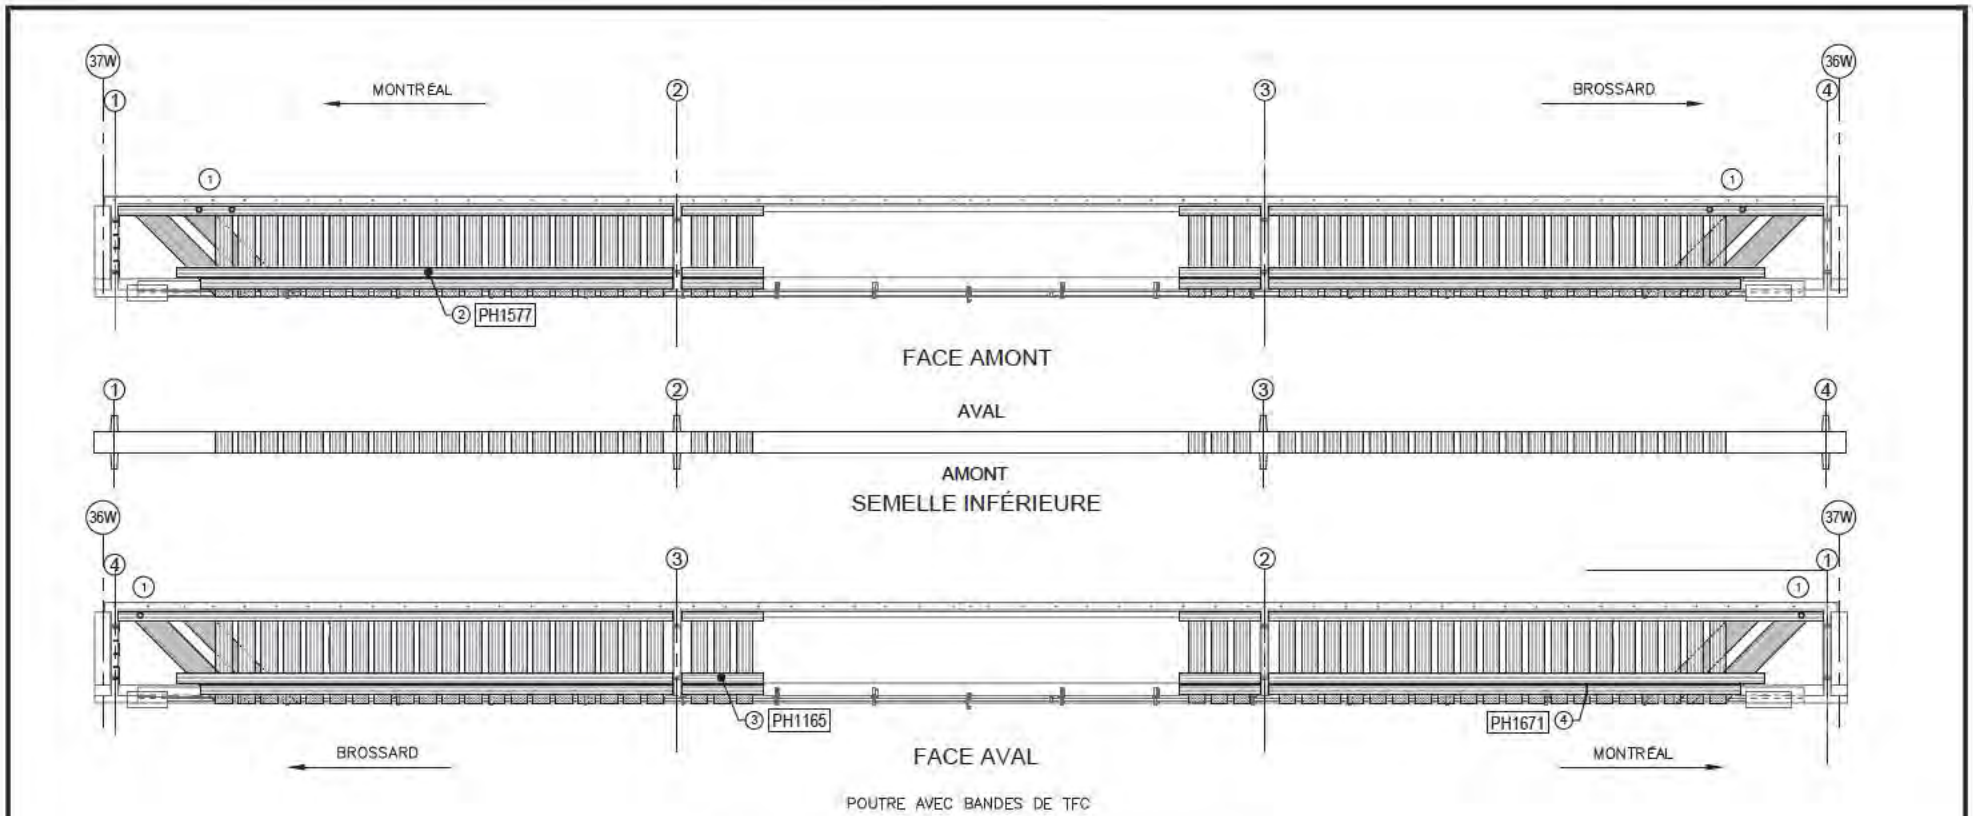 37W 36W
1 2 3 4
MONTRÉAL BROSSARD
1 1
2 PH1577
FACE AMONT
1 2 3 4
AVAL
AMONT
SEMELLE INFÉRIEURE
36W 37W
4 3 2 1
1 1
3 PH1165 PH1671 4
BROSSARD FACE AVAL MONTRÉAL
POUTRE AVEC BANDES DE TFC